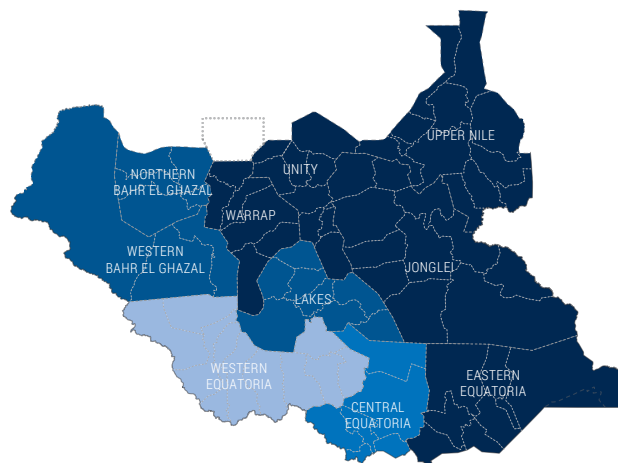 UPPER NILE
UNITY
NORTHERN
BAHR EL GHAZAL
WARRAP
WESTERN
BAHR EL GHAZAL
JONGLEI
LAKES
WESTERN
EQUATORIA
EASTERN
EQUATORIA
CENTRAL
EQUATORIA